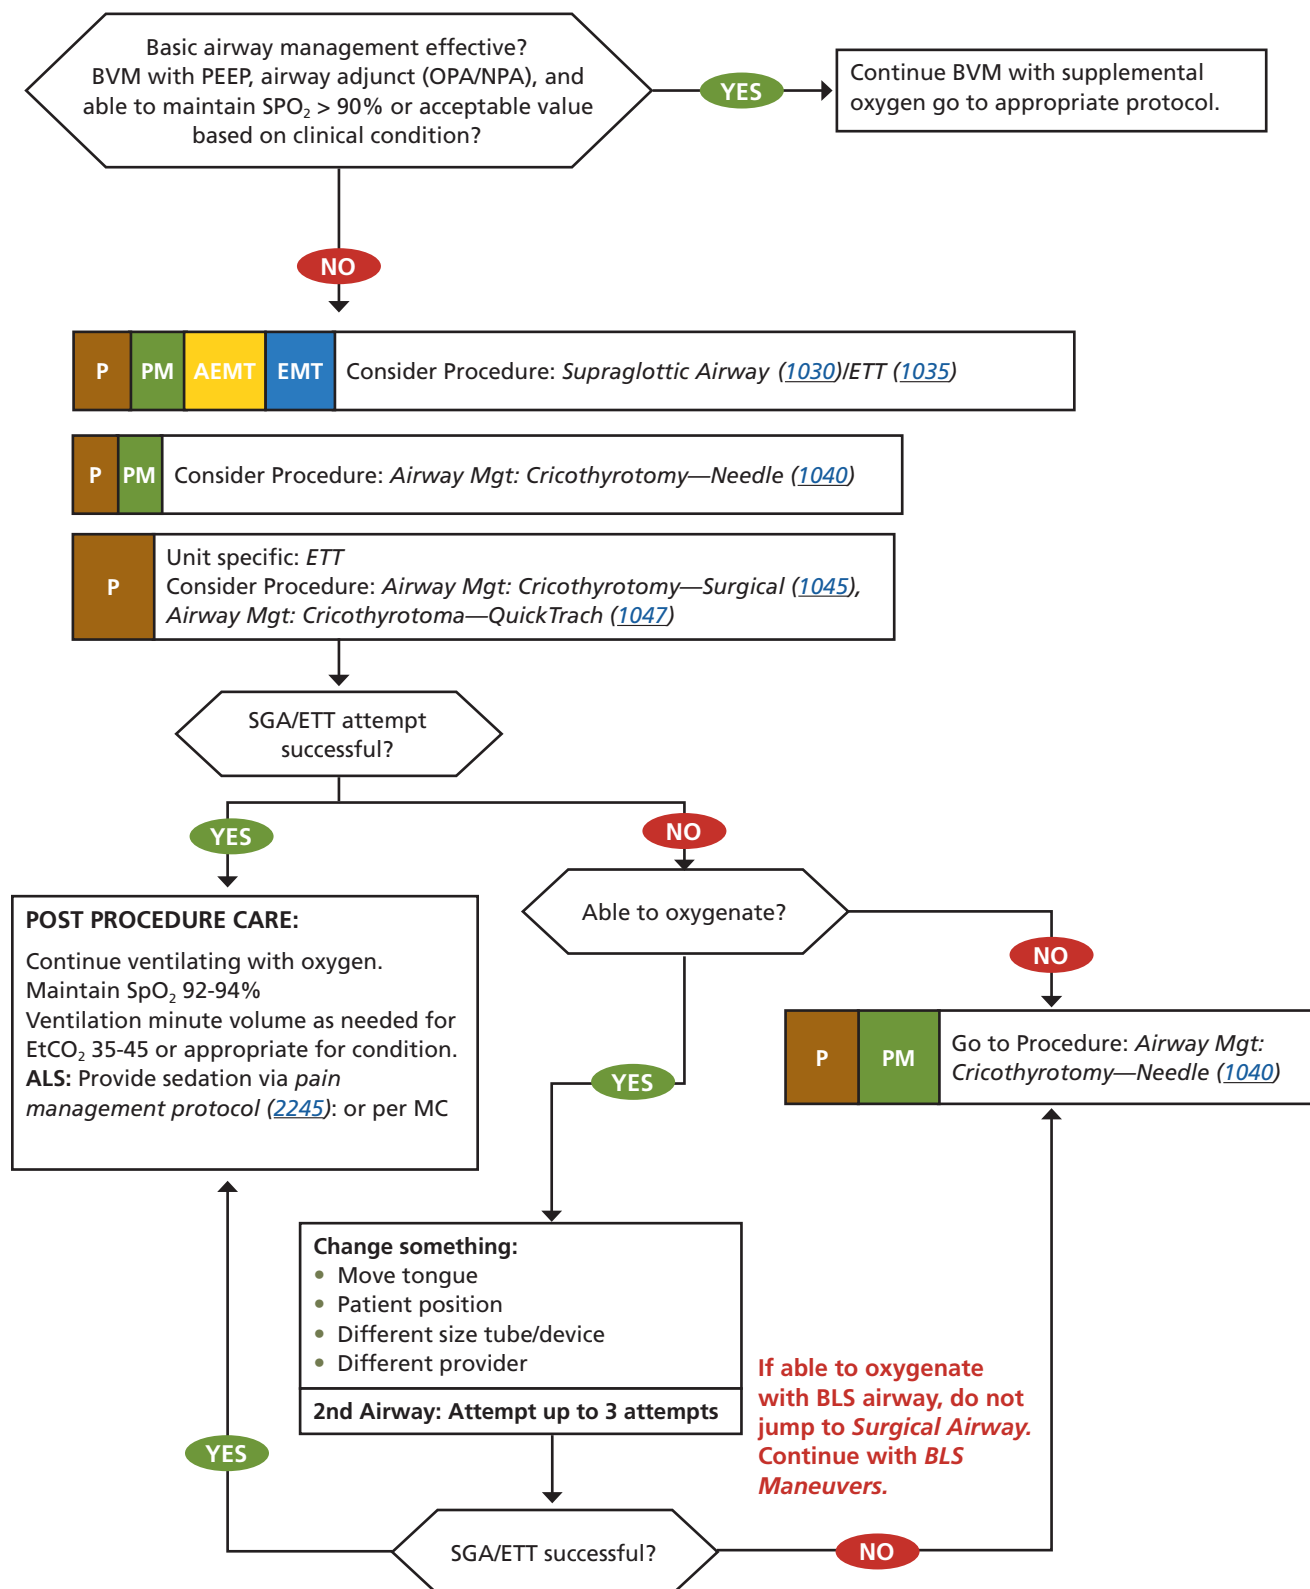 Basic airway management effective?
BVM with PEEP, airway adjunct (OPA/NPA), and
able to maintain SPO₂ > 90% or acceptable value
based on clinical condition?
YES
Continue BVM with supplemental
oxygen go to appropriate protocol.
NO
P PM AEMT EMT Consider Procedure: Supraglottic Airway (1030)/ETT (1035)
P PM Consider Procedure: Airway Mgt: Cricothyrotomy—Needle (1040)
P
Unit specific: ETT
Consider Procedure: Airway Mgt: Cricothyrotomy—Surgical (1045),
Airway Mgt: Cricothyrotoma—QuickTrach (1047)
SGA/ETT attempt
successful?
YES
NO
POST PROCEDURE CARE:
Continue ventilating with oxygen.
Maintain SpO₂ 92-94%
Ventilation minute volume as needed for
EtCO₂ 35-45 or appropriate for condition.
ALS: Provide sedation via pain
management protocol (2245): or per MC
Able to oxygenate?
NO
P PM
Go to Procedure: Airway Mgt:
Cricothyrotomy—Needle (1040)
YES
Change something:
• Move tongue
• Patient position
• Different size tube/device
• Different provider
2nd Airway: Attempt up to 3 attempts
If able to oxygenate
with BLS airway, do not
jump to Surgical Airway.
Continue with BLS
Maneuvers.
YES
SGA/ETT successful?
NO